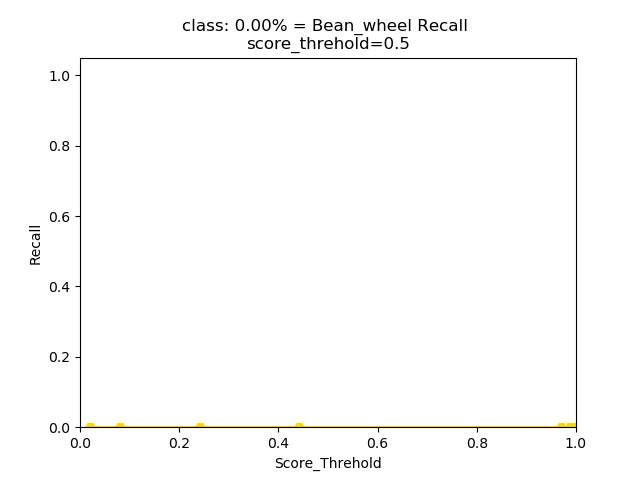 class: 0.00% = Bean_wheel Recall
score_threhold=0.5
1.0
0.8
0.6
0.4
0.2
0.0
Recall
0.0 0.2 0.4 0.6 0.8 1.0
Score_Threhold